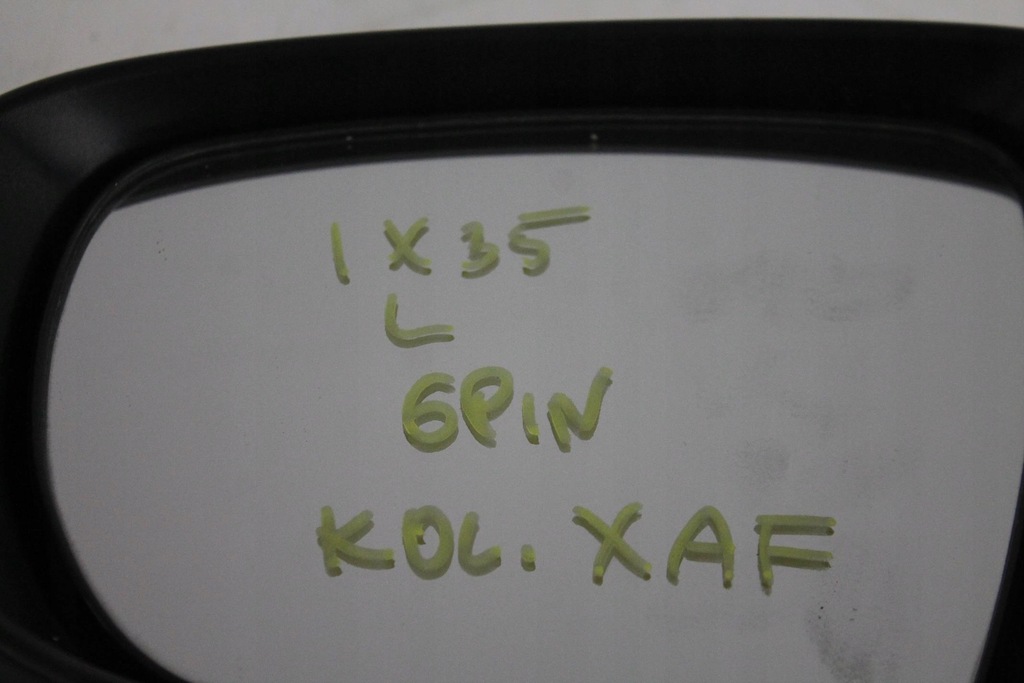 IX35
L
6PIN
KOL. XAF